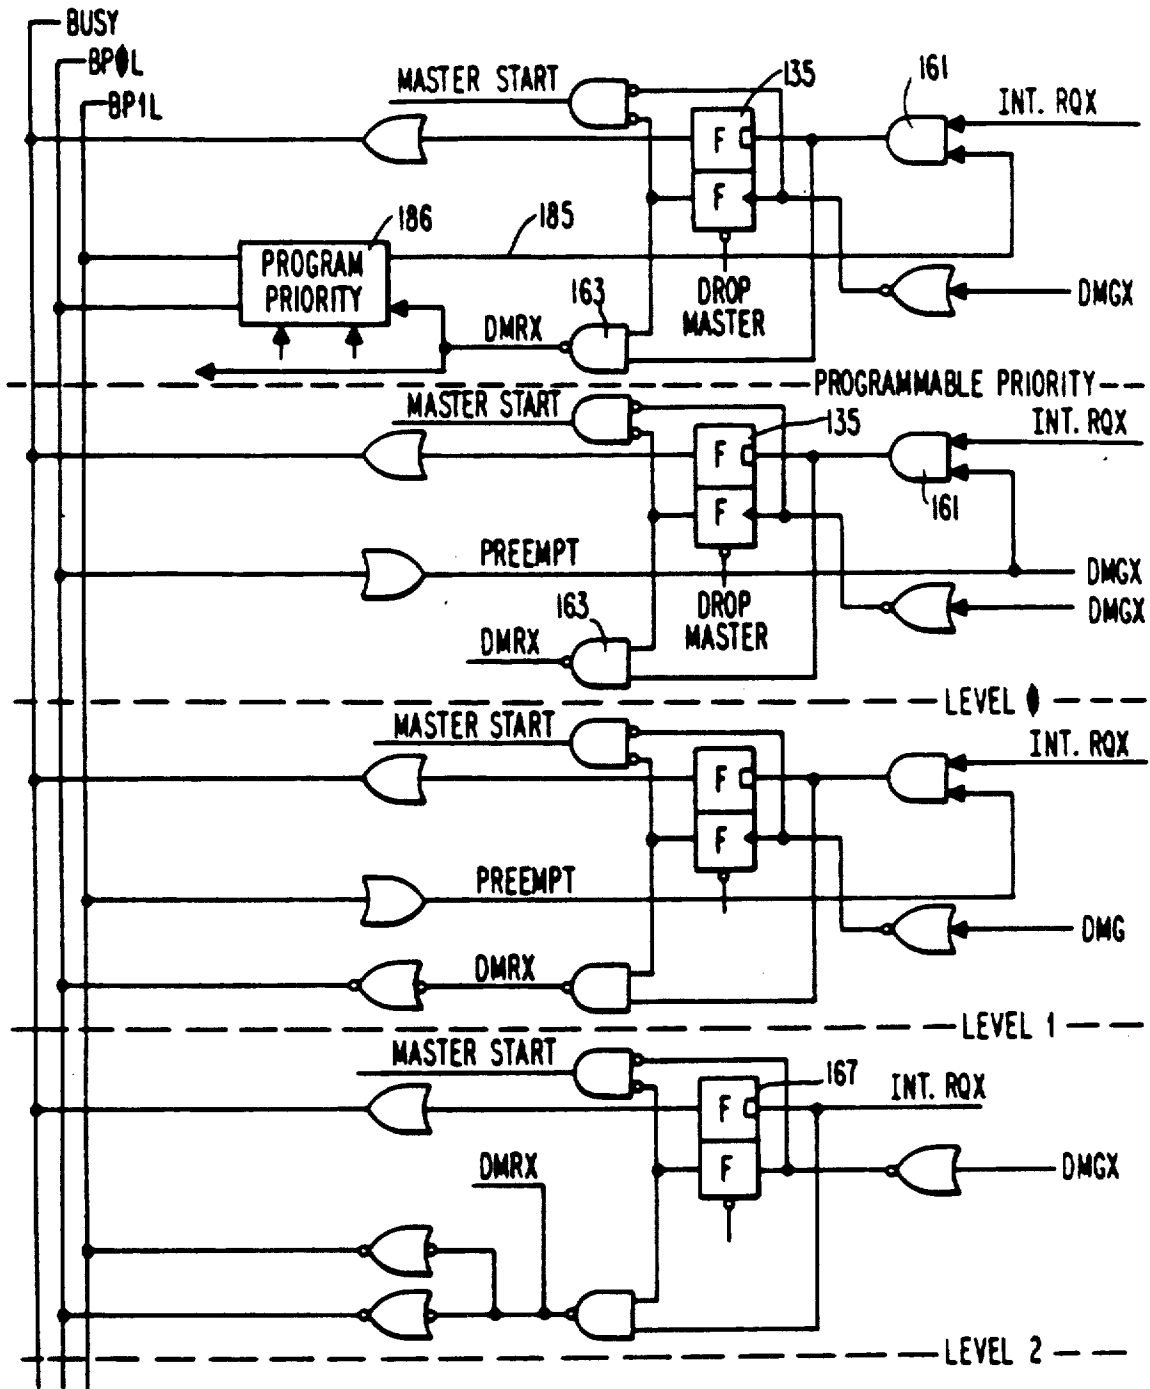 BUSY
BP0L
BP1L
MASTER START
135
161
INT. RQX
F
F
186
185
PROGRAM
PRIORITY
DROP
MASTER
DMGX
163
DMRX
PROGRAMMABLE PRIORITY
MASTER START
135
INT. RQX
F
F
161
PREEMPT
DMGX
DMGX
DROP
MASTER
163
DMRX
LEVEL 0
MASTER START
INT. RQX
F
F
PREEMPT
DMG
DMRX
LEVEL 1
MASTER START
167
INT. RQX
F
F
DMRX
DMGX
LEVEL 2